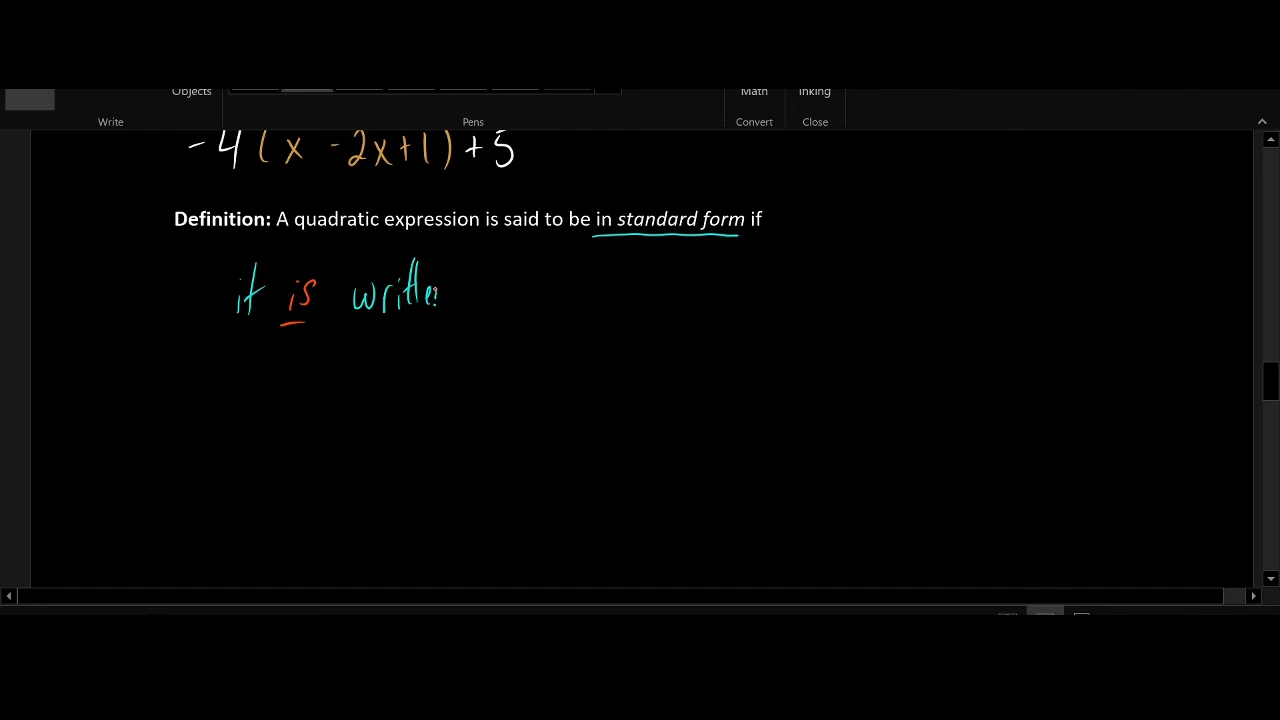 Objects Math Inking
Write Pens Convert Close
-4(x -2x+1)+5
Definition: A quadratic expression is said to be in standard form if
it is writte